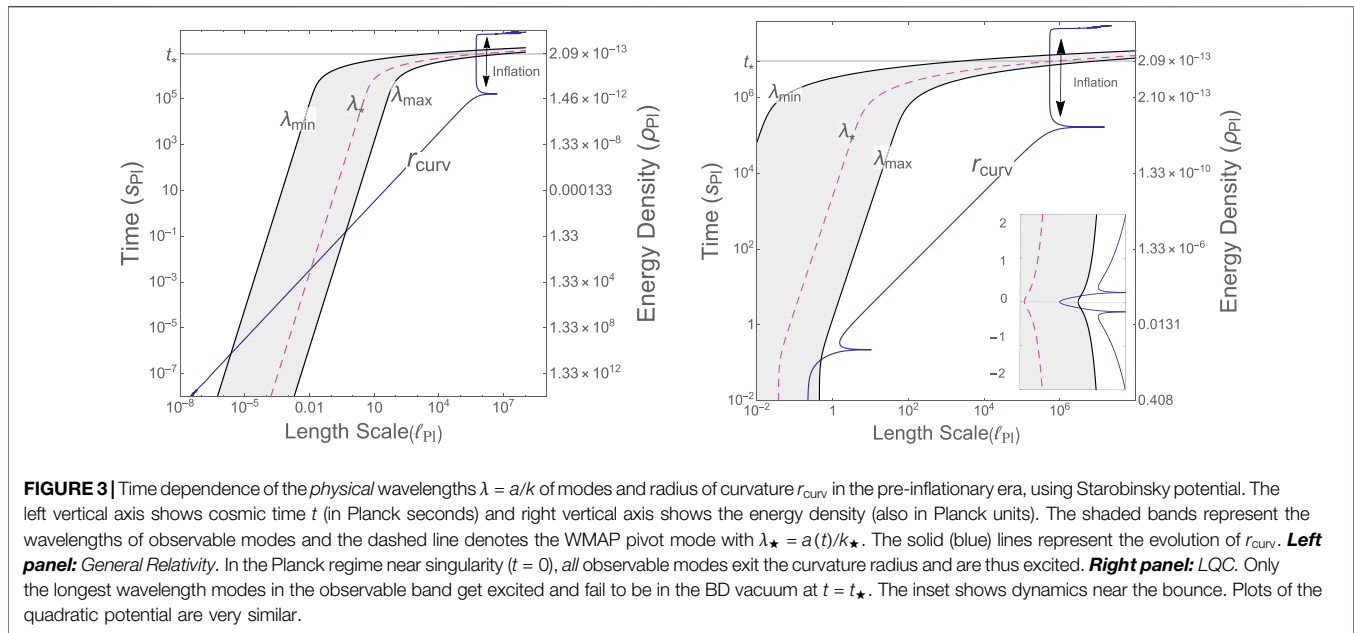 t⋆
10⁵
10³
10
10⁻¹
10⁻³
10⁻⁵
10⁻⁷
Time (sPl)
10⁻⁸
10⁻⁵
0.01
10
10⁴
10⁷
Length Scale(ℓPl)
λmin
λ⋆
λmax
rcurv
Inflation
2.09 × 10⁻¹³
1.46 × 10⁻¹²
1.33 × 10⁻⁸
0.000133
1.33
1.33 × 10⁴
1.33 × 10⁸
1.33 × 10¹²
Energy Density (ρPl)
t⋆
10⁶
10⁴
10²
1
10⁻²
Time (sPl)
10⁻²
1
10²
10⁴
10⁶
Length Scale(ℓPl)
λmin
λ⋆
λmax
rcurv
Inflation
2
1
0
−1
−2
2.09 × 10⁻¹³
2.10 × 10⁻¹³
1.33 × 10⁻¹⁰
1.33 × 10⁻⁶
0.0131
0.408
Energy Density (ρPl)
FIGURE 3 | Time dependence of the physical wavelengths λ = a/k of modes and radius of curvature rcurv in the pre-inflationary era, using Starobinsky potential. The
left vertical axis shows cosmic time t (in Planck seconds) and right vertical axis shows the energy density (also in Planck units). The shaded bands represent the
wavelengths of observable modes and the dashed line denotes the WMAP pivot mode with λ★ = a(t)/k★. The solid (blue) lines represent the evolution of rcurv. Left
panel: General Relativity. In the Planck regime near singularity (t = 0), all observable modes exit the curvature radius and are thus excited. Right panel: LQC. Only
the longest wavelength modes in the observable band get excited and fail to be in the BD vacuum at t = t★. The inset shows dynamics near the bounce. Plots of the
quadratic potential are very similar.